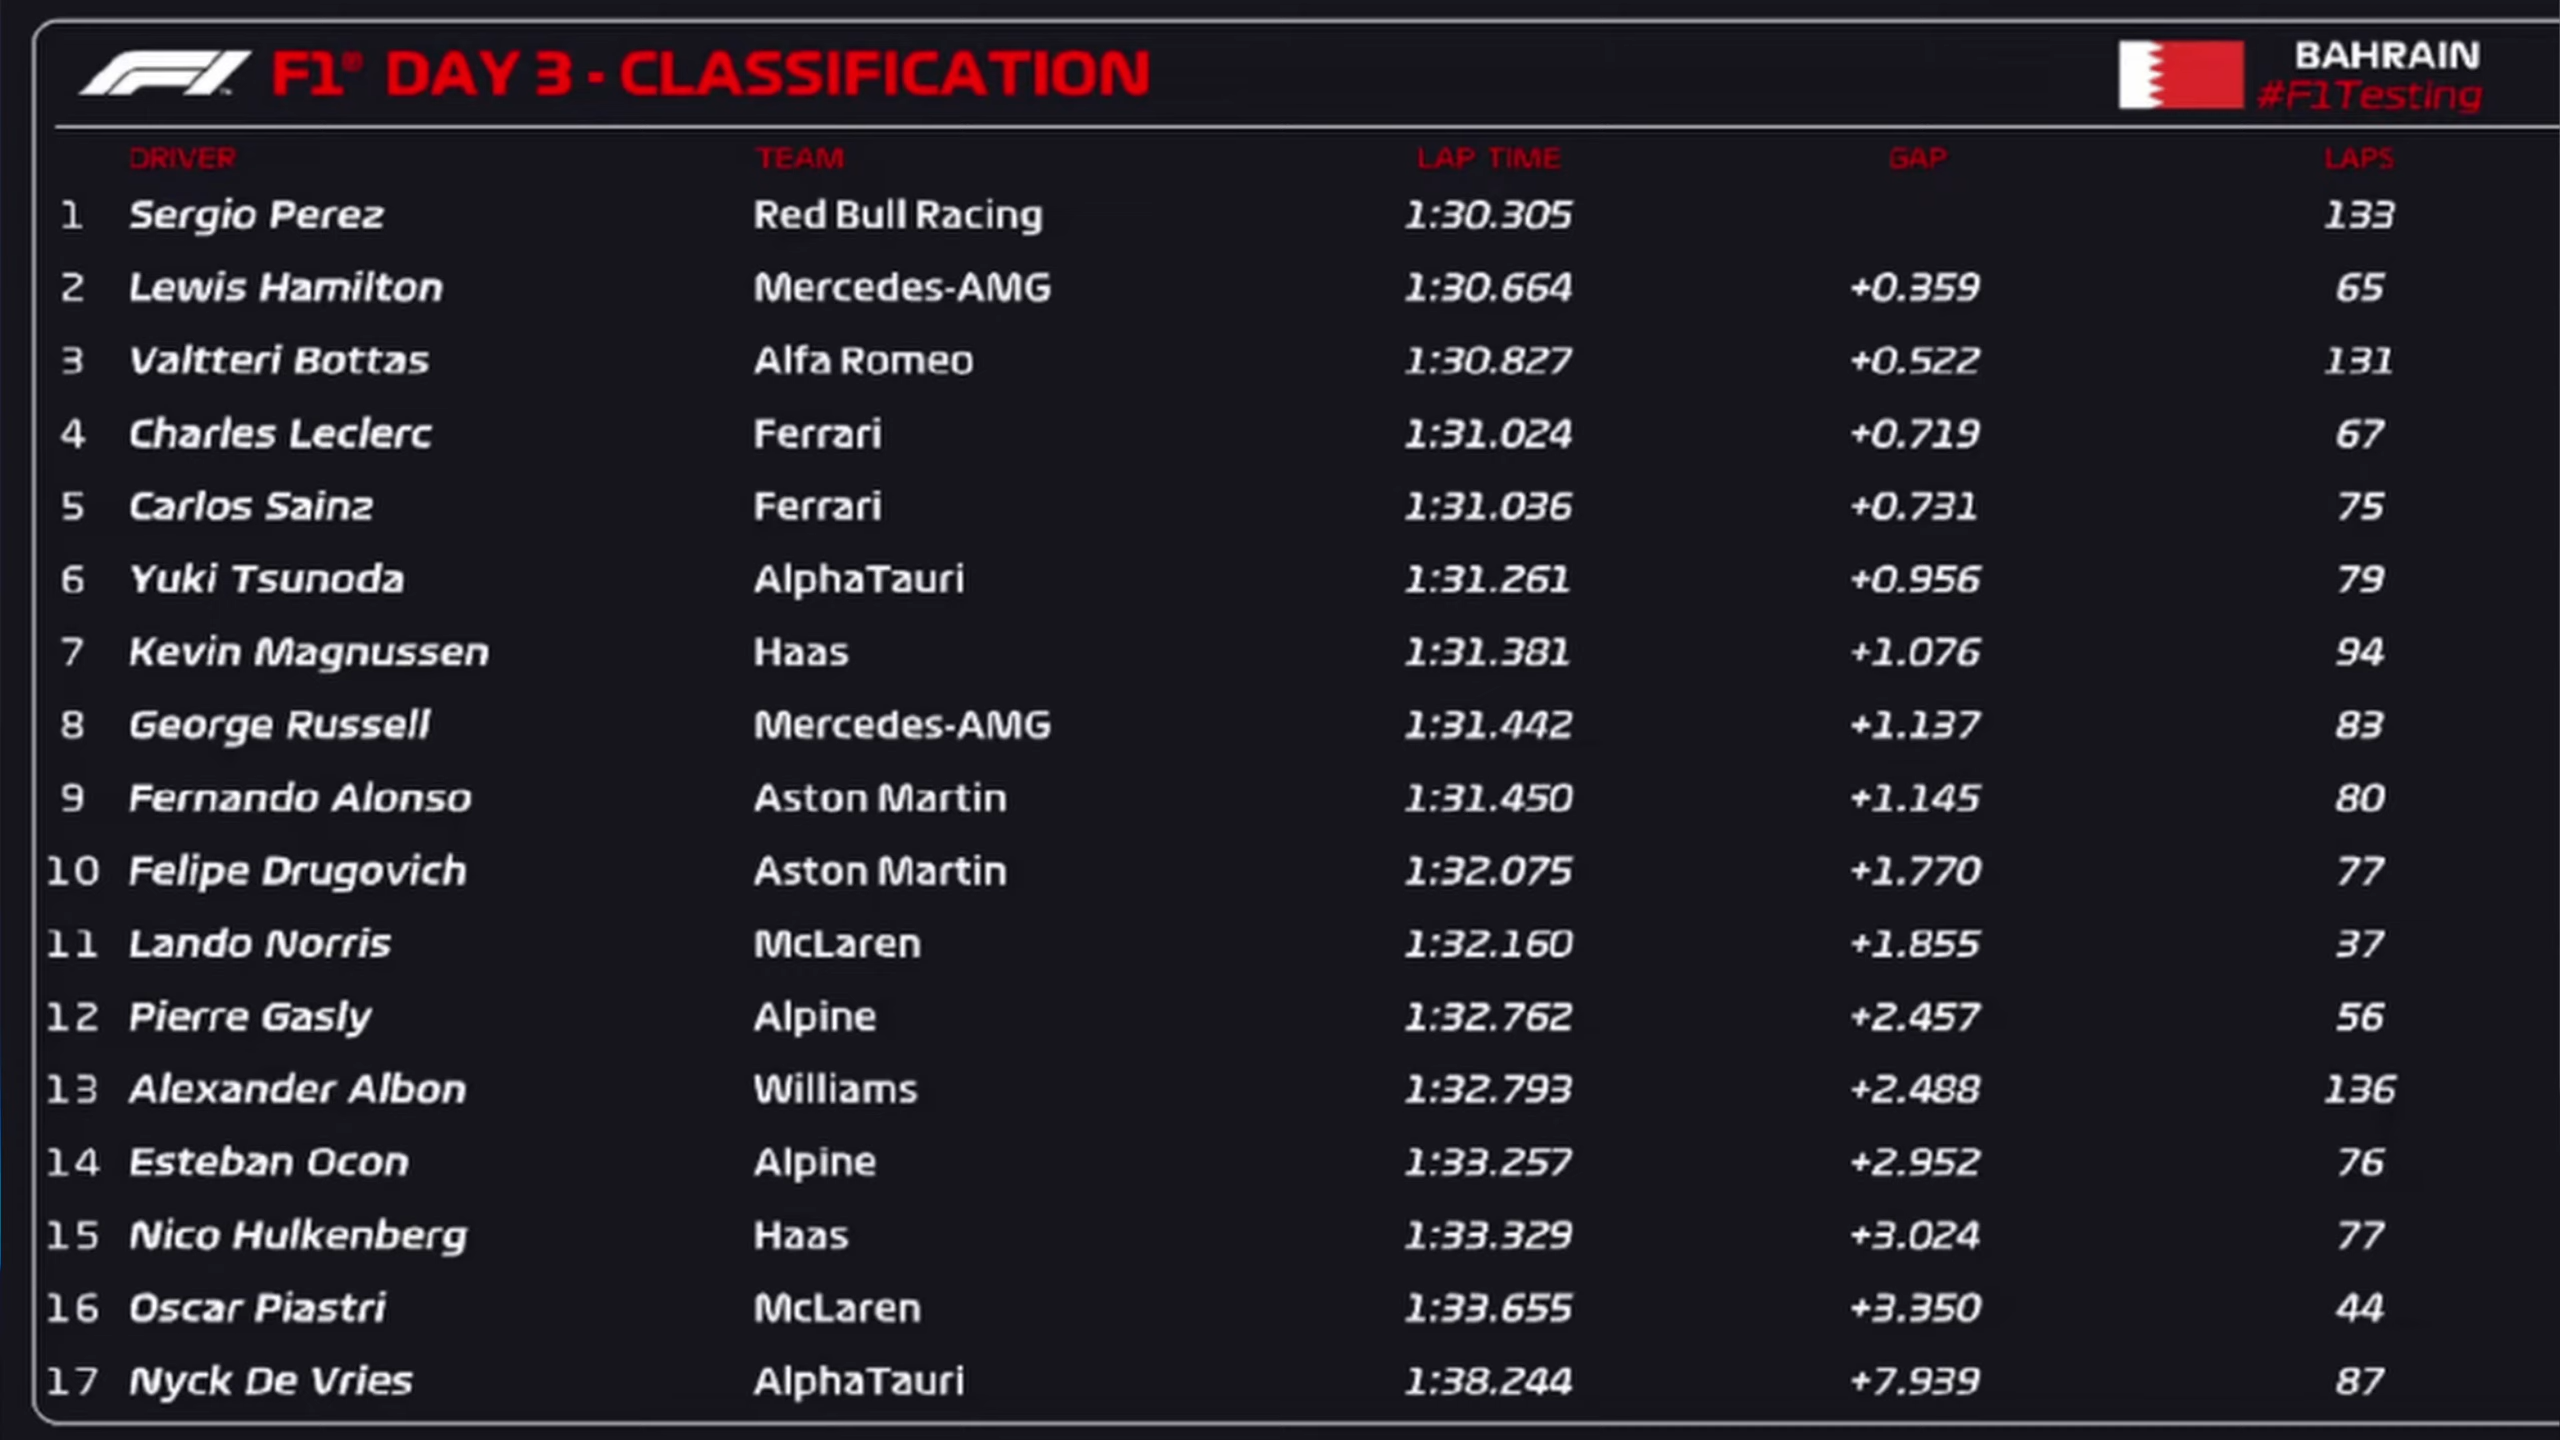 F1® DAY 3 - CLASSIFICATION
BAHRAIN
#F1Testing
DRIVER TEAM LAP TIME GAP LAPS
1 Sergio Perez Red Bull Racing 1:30.305 133
2 Lewis Hamilton Mercedes-AMG 1:30.664 +0.359 65
3 Valtteri Bottas Alfa Romeo 1:30.827 +0.522 131
4 Charles Leclerc Ferrari 1:31.024 +0.719 67
5 Carlos Sainz Ferrari 1:31.036 +0.731 75
6 Yuki Tsunoda AlphaTauri 1:31.261 +0.956 79
7 Kevin Magnussen Haas 1:31.381 +1.076 94
8 George Russell Mercedes-AMG 1:31.442 +1.137 83
9 Fernando Alonso Aston Martin 1:31.450 +1.145 80
10 Felipe Drugovich Aston Martin 1:32.075 +1.770 77
11 Lando Norris McLaren 1:32.160 +1.855 37
12 Pierre Gasly Alpine 1:32.762 +2.457 56
13 Alexander Albon Williams 1:32.793 +2.488 136
14 Esteban Ocon Alpine 1:33.257 +2.952 76
15 Nico Hulkenberg Haas 1:33.329 +3.024 77
16 Oscar Piastri McLaren 1:33.655 +3.350 44
17 Nyck De Vries AlphaTauri 1:38.244 +7.939 87